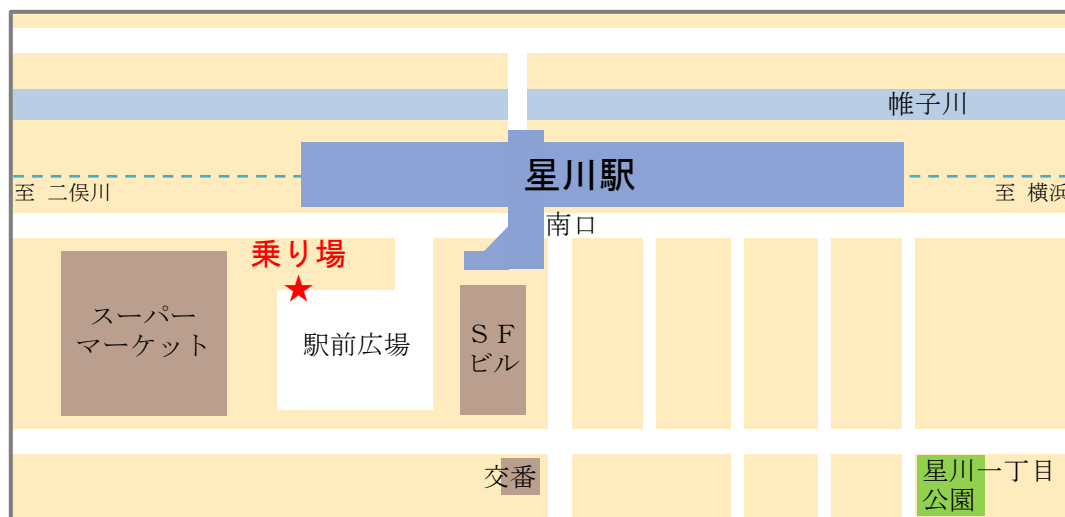 帷子川
星川駅
至 二俣川
至 横浜
南口
乗り場
★
スーパー
マーケット
駅前広場
ＳＦ
ビル
交番
星川一丁目
公園